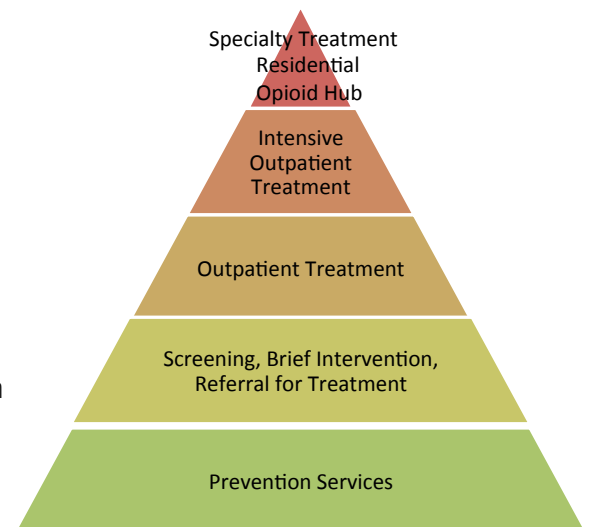 Specialty Treatment
Residential
Opioid Hub
Intensive
Outpatient
Treatment
Outpatient Treatment
Screening, Brief Intervention,
Referral for Treatment
n
Prevention Services